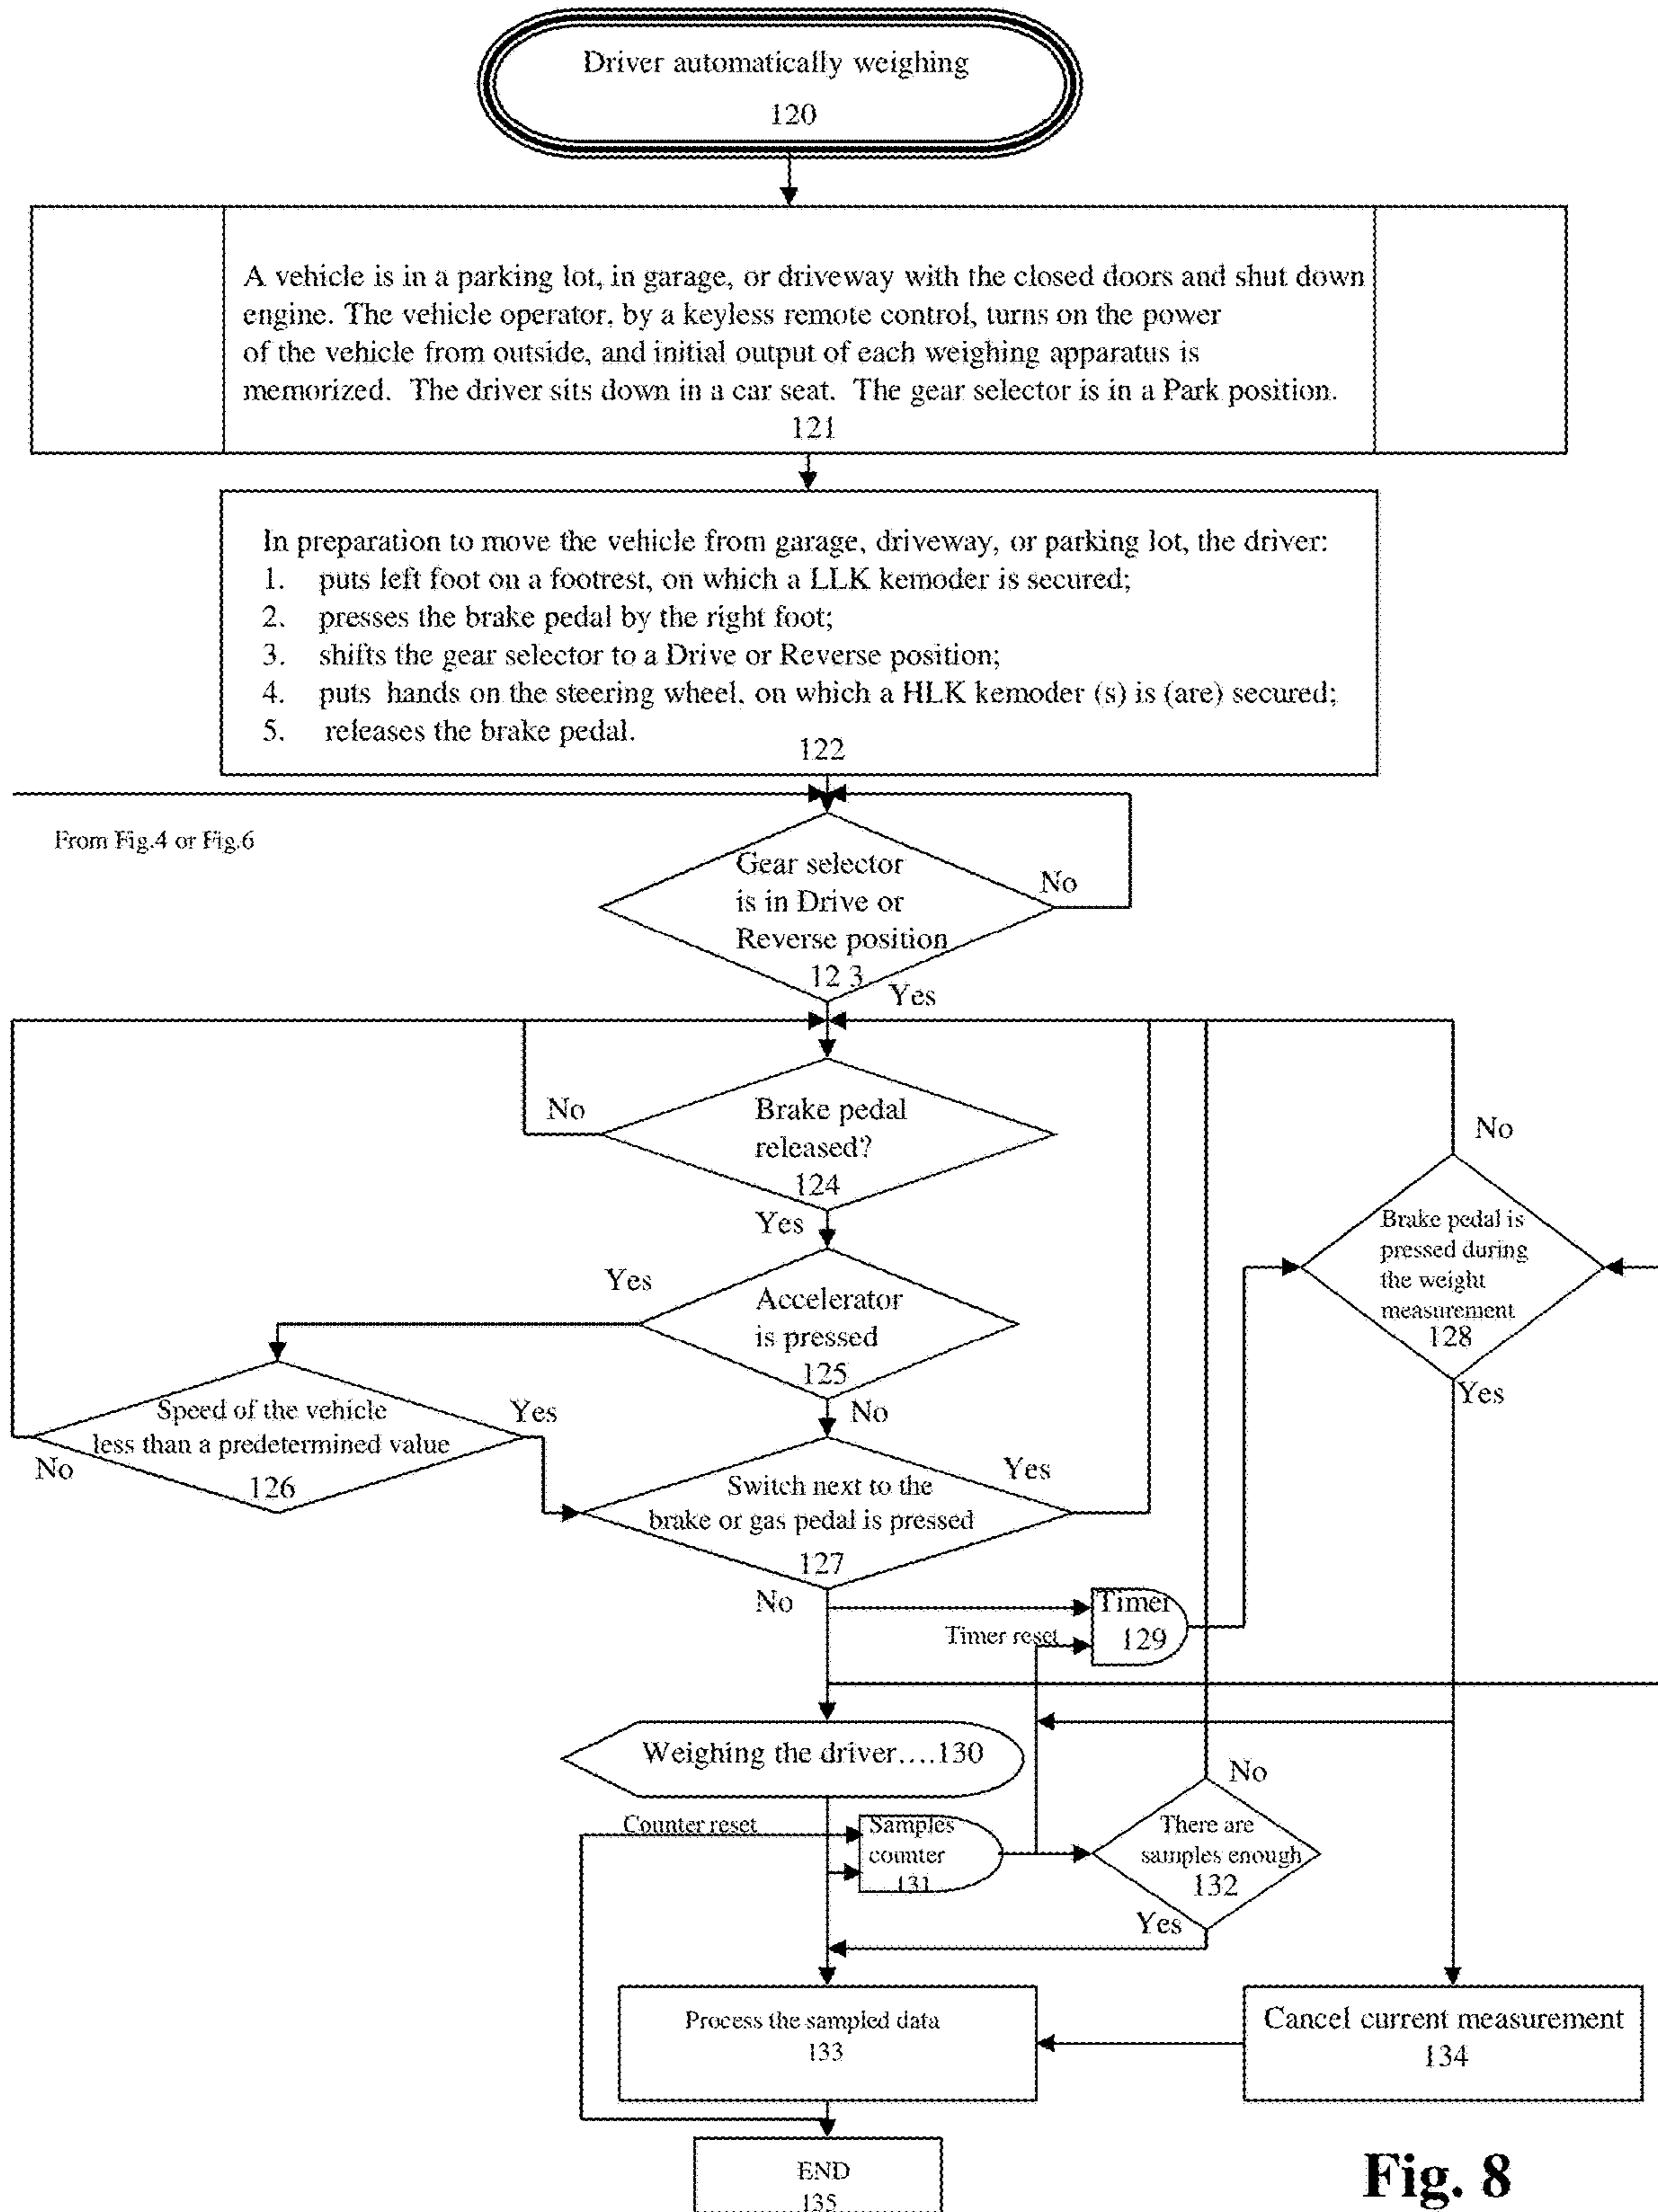 Driver automatically weighing
120
A vehicle is in a parking lot, in garage, or driveway with the closed doors and shut down
engine. The vehicle operator, by a keyless remote control, turns on the power
of the vehicle from outside, and initial output of each weighing apparatus is
memorized. The driver sits down in a car seat. The gear selector is in a Park position.
121
In preparation to move the vehicle from garage, driveway, or parking lot, the driver:
1. puts left foot on a footrest, on which a LLK kemoder is secured;
2. presses the brake pedal by the right foot;
3. shifts the gear selector to a Drive or Reverse position;
4. puts hands on the steering wheel, on which a HLK kemoder (s) is (are) secured;
5. releases the brake pedal.
122
From Fig.4 or Fig.6
Gear selector
is in Drive or
Reverse position
12 3
No
Yes
Brake pedal
released?
124
No
Yes
Brake pedal is
pressed during
the weight
measurement
128
No
Yes
Accelerator
is pressed
125
Yes
No
Speed of the vehicle
less than a predetermined value
126
Yes
No
Switch next to the
brake or gas pedal is pressed
127
Yes
No
Timer
129
Timer reset
Weighing the driver....130
Counter reset
Samples
counter
131
There are
samples enough
132
No
Yes
Process the sampled data
133
Cancel current measurement
134
END
135
Fig. 8